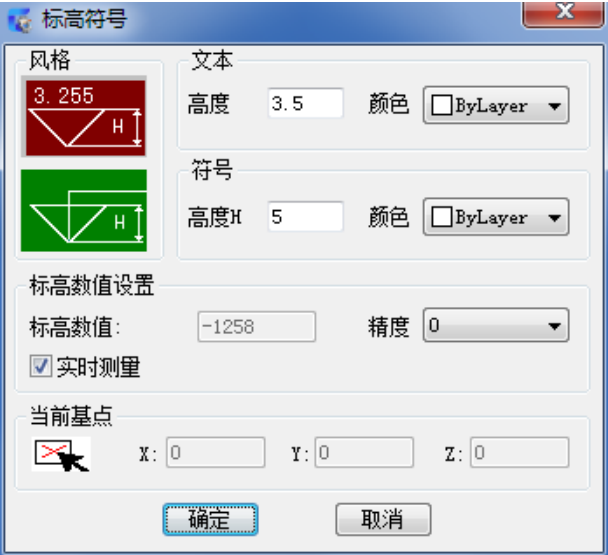 标高符号
风格
3.255
H
H
文本
高度 3.5 颜色 ByLayer
符号
高度H 5 颜色 ByLayer
标高数值设置
标高数值: -1258 精度 0
实时测量
当前基点
X: 0 Y: 0 Z: 0
确定 取消